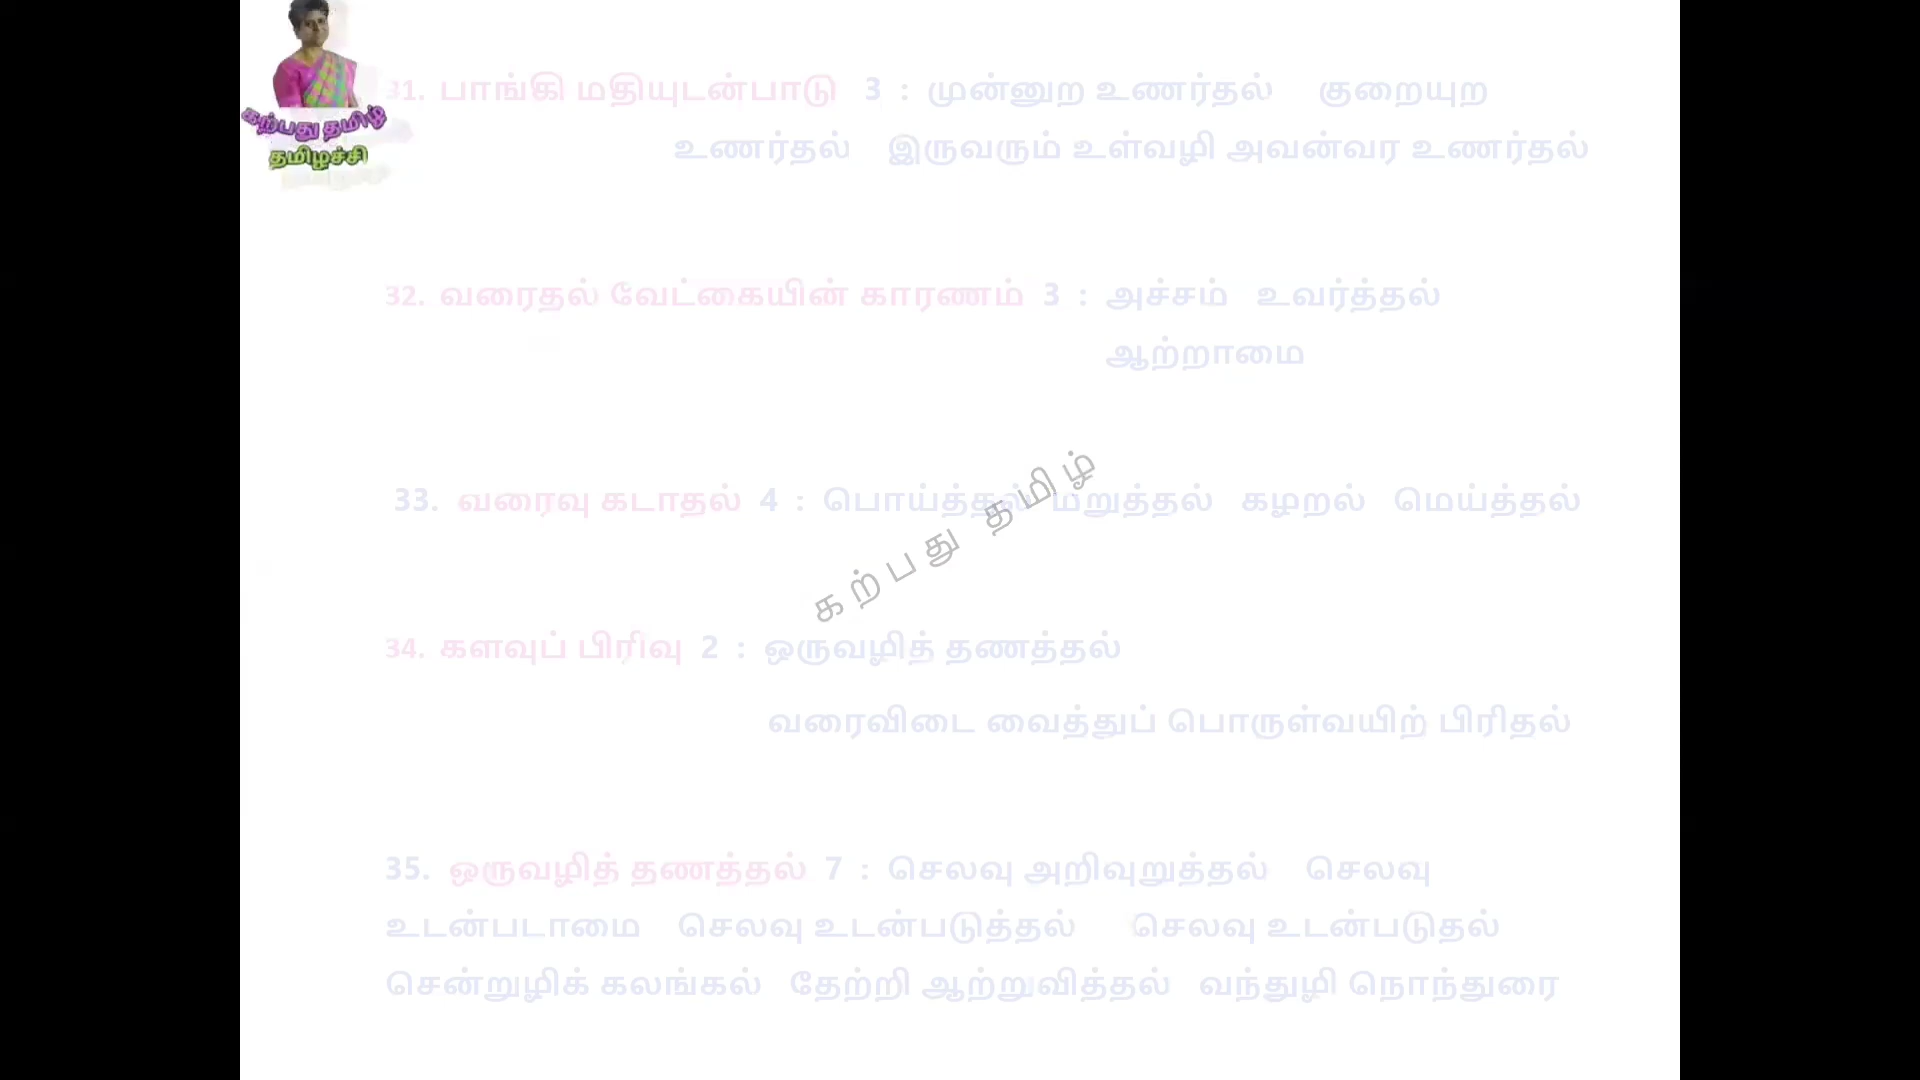 31. பாங்கி மதியுடன்பாடு 3 : முன்னுற உணர்தல் குறையுற
உணர்தல் இருவரும் உள்வழி அவன்வர உணர்தல்
கற்பது தமிழ்
தமிழச்சி
32. வரைதல் வேட்கையின் காரணம் 3 : அச்சம் உவர்த்தல்
ஆற்றாமை
33. வரைவு கடாதல் 4 : பொய்த்தல் மறுத்தல் கழறல் மெய்த்தல்
கற்பது தமிழ்
34. களவுப் பிரிவு 2 : ஒருவழித் தணத்தல்
வரைவிடை வைத்துப் பொருள்வயிற் பிரிதல்
35. ஒருவழித் தணத்தல் 7 : செலவு அறிவுறுத்தல் செலவு
உடன்படாமை செலவு உடன்படுத்தல் செலவு உடன்படுதல்
சென்றுழிக் கலங்கல் தேற்றி ஆற்றுவித்தல் வந்துழி நொந்துரை